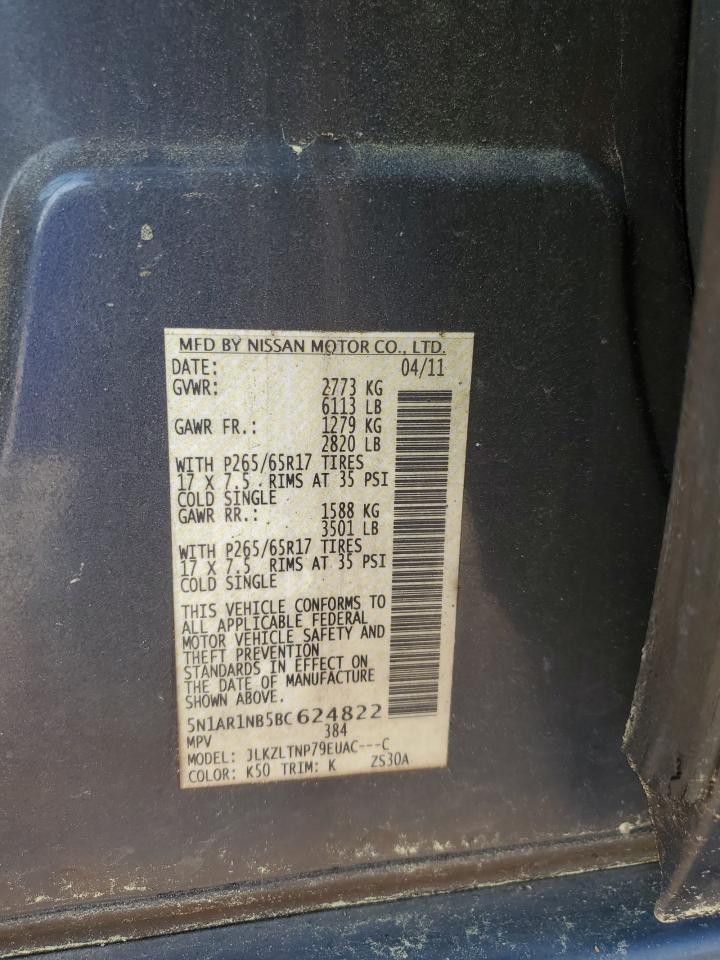 MFD BY NISSAN MOTOR CO., LTD.
DATE: 04/11
GVWR: 2773 KG
6113 LB
GAWR FR.: 1279 KG
2820 LB
WITH P265/65R17 TIRES
17 X 7.5 RIMS AT 35 PSI
COLD SINGLE
GAWR RR.: 1588 KG
3501 LB
WITH P265/65R17 TIRES
17 X 7.5 RIMS AT 35 PSI
COLD SINGLE
THIS VEHICLE CONFORMS TO
ALL APPLICABLE FEDERAL
MOTOR VEHICLE SAFETY AND
THEFT PREVENTION
STANDARDS IN EFFECT ON
THE DATE OF MANUFACTURE
SHOWN ABOVE.
5N1AR1NB5BC624822
MPV 384
MODEL: JLKZLTNP79EUAC---C
COLOR: K50 TRIM: K ZS30A